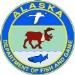 ALASKA
DEPARTMENT OF FISH AND GAME